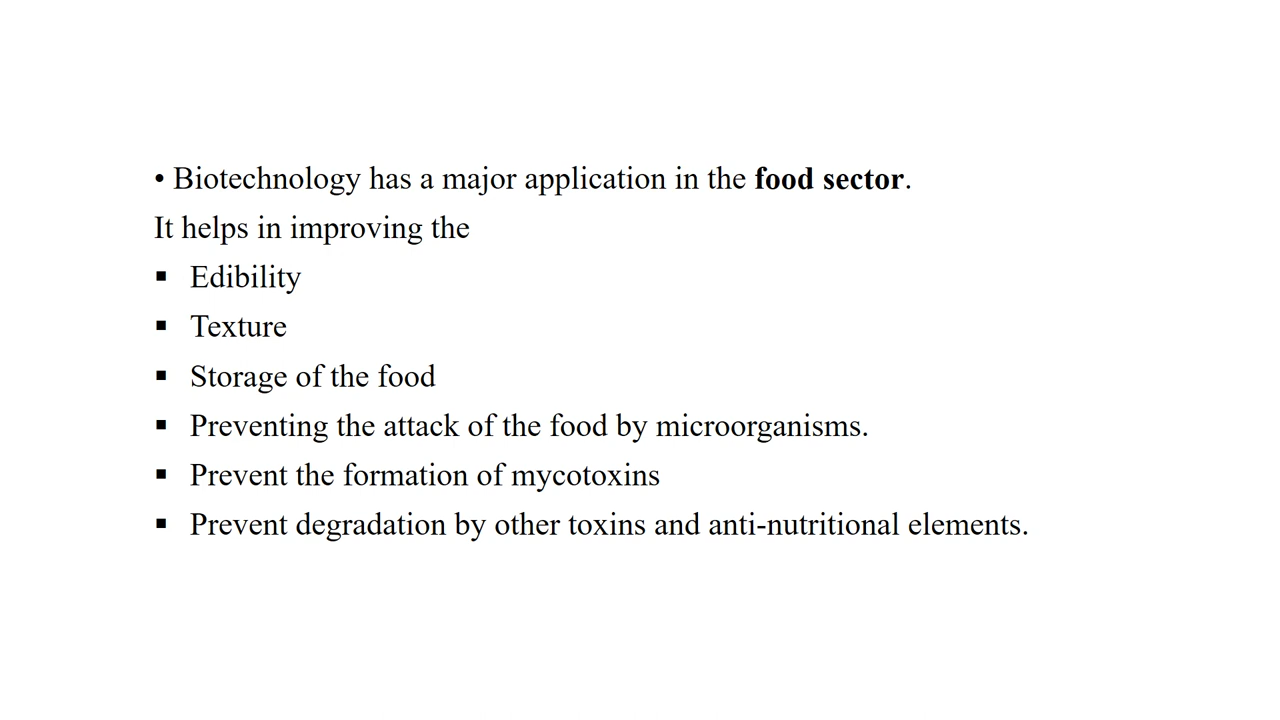 • Biotechnology has a major application in the food sector.
It helps in improving the
▪ Edibility
▪ Texture
▪ Storage of the food
▪ Preventing the attack of the food by microorganisms.
▪ Prevent the formation of mycotoxins
▪ Prevent degradation by other toxins and anti-nutritional elements.